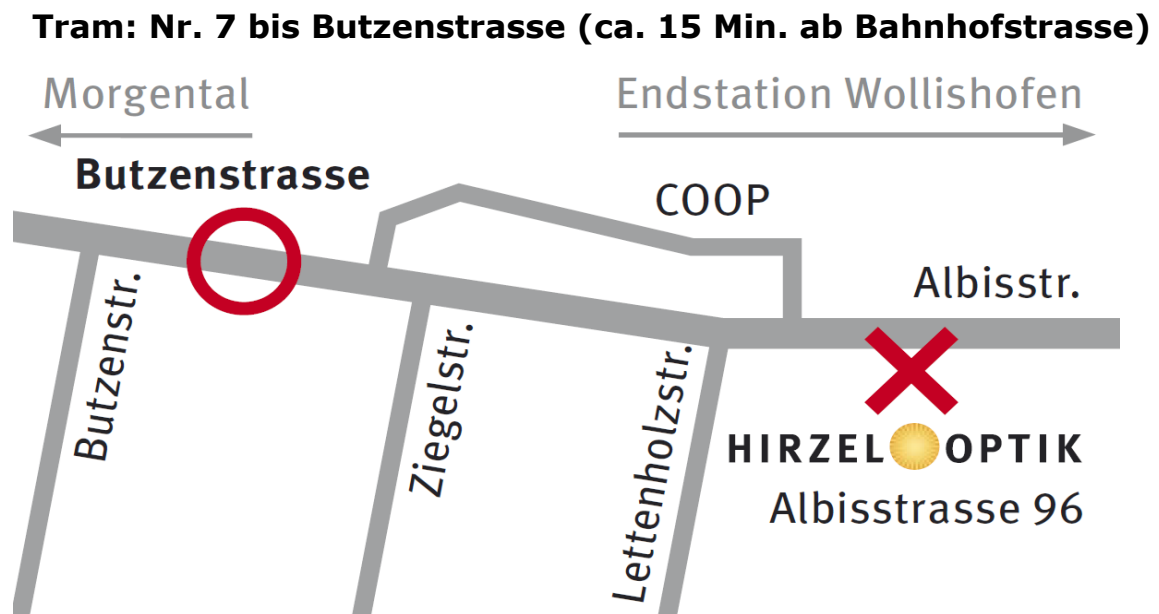 Tram: Nr. 7 bis Butzenstrasse (ca. 15 Min. ab Bahnhofstrasse)
Morgental
Endstation Wollishofen
Butzenstrasse
COOP
Albisstr.
Butzenstr.
Ziegelstr.
Lettenholzstr.
HIRZEL OPTIK
Albisstrasse 96